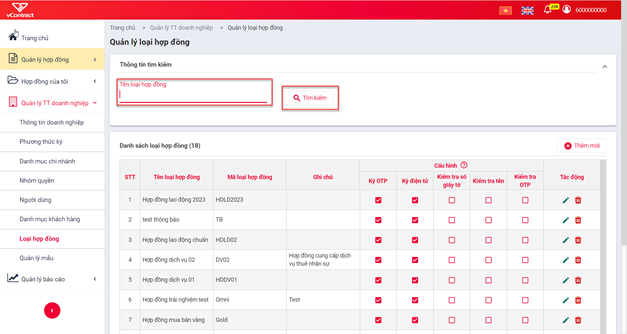 vContract
278
6000000000
Trang chủ
Quản lý hợp đồng
Hợp đồng của tôi
Quản lý TT doanh nghiệp
Thông tin doanh nghiệp
Phương thức ký
Danh mục chi nhánh
Nhóm quyền
Người dùng
Danh mục khách hàng
Loại hợp đồng
Quản lý mẫu
Quản lý báo cáo
Trang chủ > Quản lý TT doanh nghiệp > Quản lý loại hợp đồng
Quản lý loại hợp đồng
Thông tin tìm kiếm
Tên loại hợp đồng
Tìm kiếm
Danh sách loại hợp đồng (18)
Thêm mới
STT Tên loại hợp đồng Mã loại hợp đồng Ghi chú Cấu hình Tác động
Ký OTP Ký điện tử Kiểm tra số giấy tờ Kiểm tra tên Kiểm tra OTP
1 Hợp đồng lao động 2023 HDLD2023
2 test thông báo TB
3 Hợp đồng lao động chuẩn HDLD02
4 Hợp đồng dịch vụ 02 DV02 Hợp đồng cung cấp dịch vụ thuê nhân sự
5 Hợp đồng dịch vụ 01 HDDV01
6 Hợp đồng trải nghiệm test Omni Test
7 Hợp đồng mua bán vàng Gold